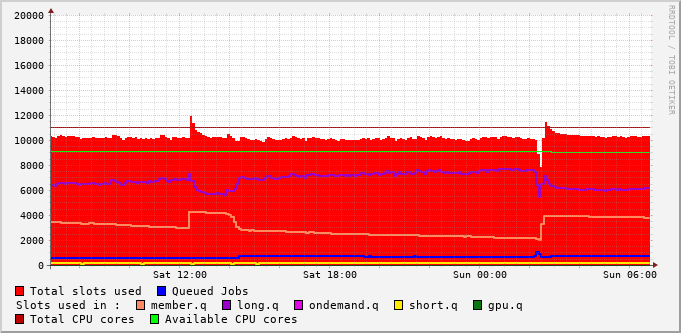 RRDTOOL / TOBI OETIKER
20000
18000
16000
14000
12000
10000
8000
6000
4000
2000
0
Sat 12:00 Sat 18:00 Sun 00:00 Sun 06:00
Total slots used Queued Jobs
Slots used in : member.q long.q ondemand.q short.q gpu.q
Total CPU cores Available CPU cores